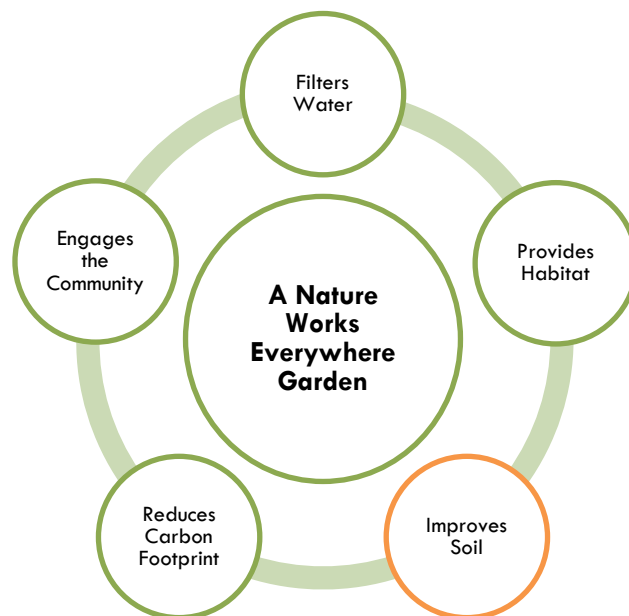 Filters
Water
Engages
the
Community
Provides
Habitat
A Nature
Works
Everywhere
Garden
Reduces
Carbon
Footprint
Improves
Soil